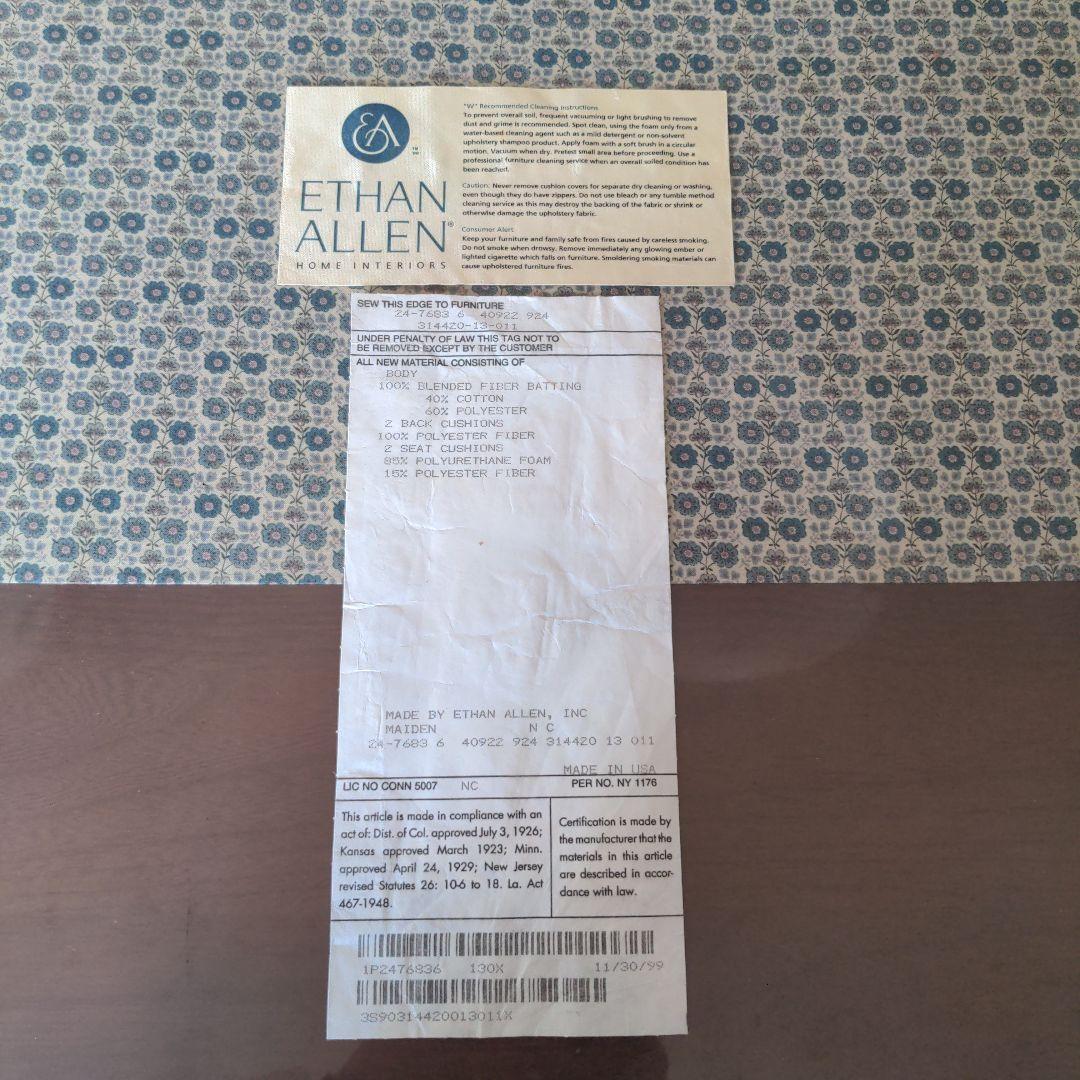 EA
TM
ETHAN
ALLEN®
HOME INTERIORS
"W" Recommended Cleaning Instructions
To prevent overall soil, frequent vacuuming or light brushing to remove
dust and grime is recommended. Spot clean, using the foam only from a
water-based cleaning agent such as a mild detergent or non-solvent
upholstery shampoo product. Apply foam with a soft brush in a circular
motion. Vacuum when dry. Pretest small area before proceeding. Use a
professional furniture cleaning service when an overall soiled condition has
been reached.
Caution: Never remove cushion covers for separate dry cleaning or washing,
even though they do have zippers. Do not use bleach or any tumble method
cleaning service as this may destroy the backing of the fabric or shrink or
otherwise damage the upholstery fabric.
Consumer Alert
Keep your furniture and family safe from fires caused by careless smoking.
Do not smoke when drowsy. Remove immediately any glowing ember or
lighted cigarette which falls on furniture. Smoldering smoking materials can
cause upholstered furniture fires.
SEW THIS EDGE TO FURNITURE
24-7683 6 40922 924
314420-13-011
UNDER PENALTY OF LAW THIS TAG NOT TO
BE REMOVED EXCEPT BY THE CUSTOMER
ALL NEW MATERIAL CONSISTING OF
BODY
100% BLENDED FIBER BATTING
40% COTTON
60% POLYESTER
2 BACK CUSHIONS
100% POLYESTER FIBER
2 SEAT CUSHIONS
85% POLYURETHANE FOAM
15% POLYESTER FIBER
MADE BY ETHAN ALLEN, INC
MAIDEN N C
24-7683 6 40922 924 314420 13 011
MADE IN USA
LIC NO CONN 5007 NC PER NO. NY 1176
This article is made in compliance with an
act of: Dist. of Col. approved July 3, 1926;
Kansas approved March 1923; Minn.
approved April 24, 1929; New Jersey
revised Statutes 26: 10-6 to 18. La. Act
467-1948.
Certification is made by
the manufacturer that the
materials in this article
are described in accor-
dance with law.
1P2476836 130X 11/30/99
3S90314420013011X